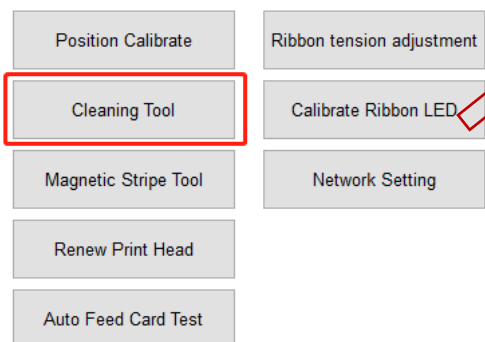 Position Calibrate
Ribbon tension adjustment
Cleaning Tool
Calibrate Ribbon LED
Magnetic Stripe Tool
Network Setting
Renew Print Head
Auto Feed Card Test